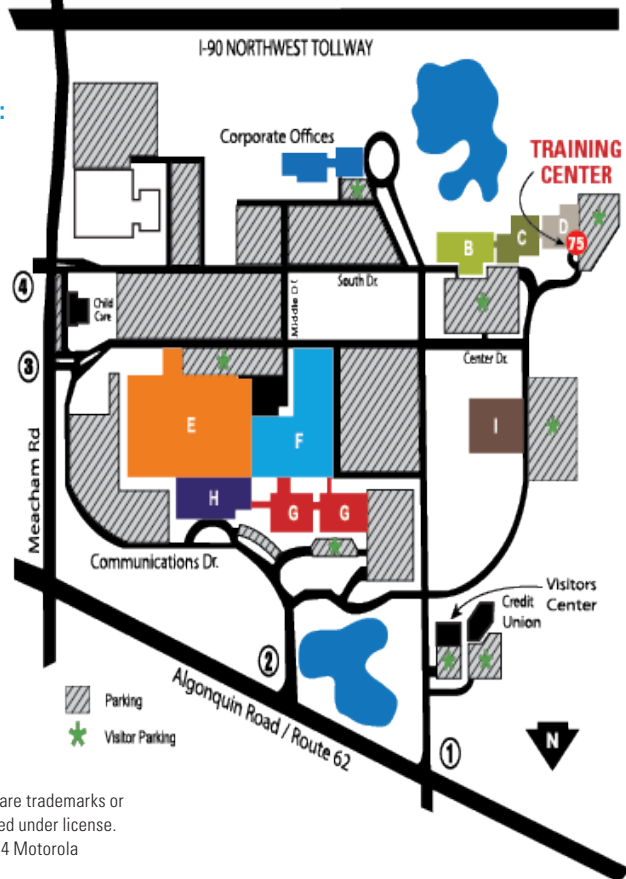 I-90 NORTHWEST TOLLWAY
:
Corporate Offices
TRAINING
CENTER
D
C
B
75
4
South Dr.
Middle Dr.
Child
Care
3
Center Dr.
E
F
I
H
G
G
Meacham Rd
Communications Dr.
Visitors
Center
Credit
Union
2
Algonquin Road / Route 62
1
N
Parking
Visitor Parking
are trademarks or
ed under license.
4 Motorola